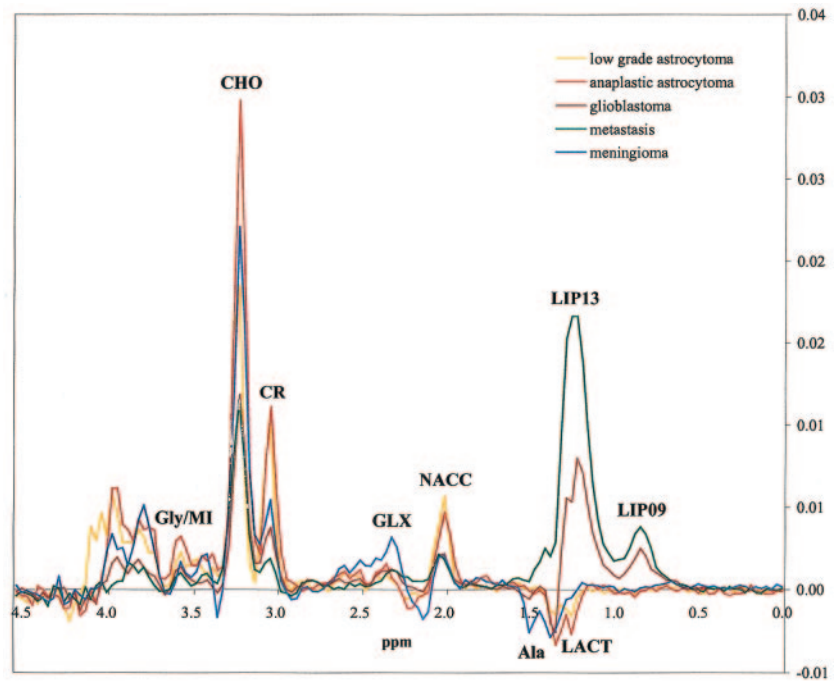 0.04
low grade astrocytoma
CHO
anaplastic astrocytoma
0.03
glioblastoma
metastasis
meningioma
0.03
0.02
LIP13
0.02
CR
0.01
NACC
LIP09
Gly/MI
GLX
0.01
0.00
4.5 4.0 3.5 3.0 2.5 2.0 1.5 1.0 0.5 0.0
ppm
Ala
LACT
-0.01